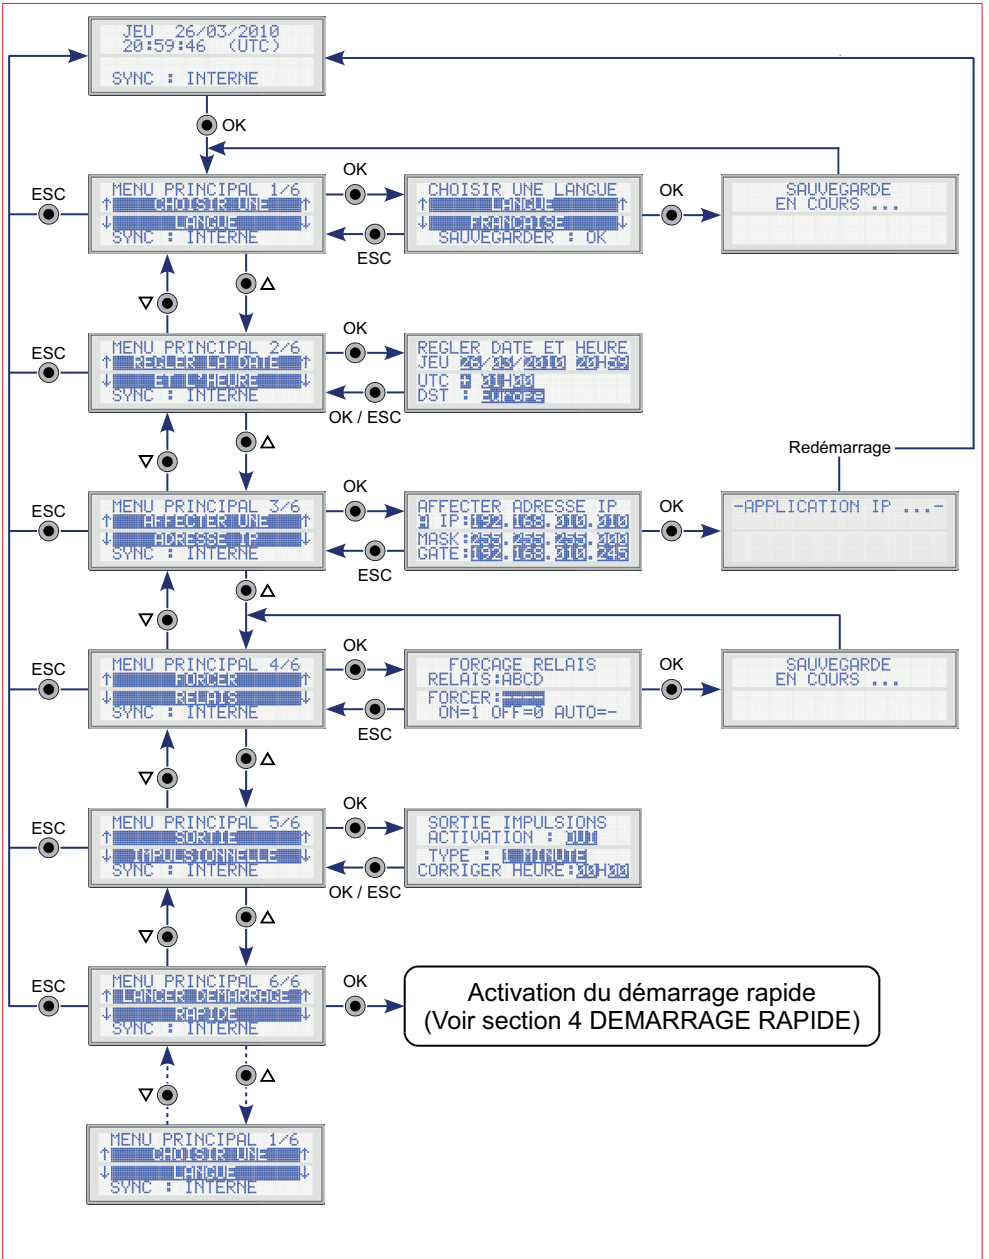 JEU 26/03/2010
20:59:46 (UTC)
SYNC : INTERNE
OK
ESC
MENU PRINCIPAL 1/6
↑ CHOISIR UNE ↑
↓ LANGUE ↓
SYNC : INTERNE
OK
ESC
CHOISIR UNE LANGUE
↑ LANGUE ↑
↓ FRANCAISE ↓
SAUVEGARDER : OK
OK
SAUVEGARDE
EN COURS ...
▽
△
ESC
MENU PRINCIPAL 2/6
↑ REGLER LA DATE ↑
↓ ET L'HEURE ↓
SYNC : INTERNE
OK
OK / ESC
REGLER DATE ET HEURE
JEU 26/03/2010 20H59
UTC + 01H00
DST : Europe
▽
△
Redémarrage
ESC
MENU PRINCIPAL 3/6
↑ AFFECTER UNE ↑
↓ ADRESSE IP ↓
SYNC : INTERNE
OK
ESC
AFFECTER ADRESSE IP
M IP:192.168.010.010
MASK:255.255.255.000
GATE:192.168.010.245
OK
-APPLICATION IP ...-
▽
△
ESC
MENU PRINCIPAL 4/6
↑ FORCER ↑
↓ RELAIS ↓
SYNC : INTERNE
OK
ESC
FORCAGE RELAIS
RELAIS:ABCD
FORCER:----
ON=1 OFF=0 AUTO=-
OK
SAUVEGARDE
EN COURS ...
▽
△
ESC
MENU PRINCIPAL 5/6
↑ SORTIE ↑
↓ IMPULSIONNELLE ↓
SYNC : INTERNE
OK
OK / ESC
SORTIE IMPULSIONS
ACTIVATION : OUI
TYPE : 1 MINUTE
CORRIGER HEURE:00H00
▽
△
ESC
MENU PRINCIPAL 6/6
↑ LANCER DEMARRAGE ↑
↓ RAPIDE ↓
SYNC : INTERNE
OK
Activation du démarrage rapide
(Voir section 4 DEMARRAGE RAPIDE)
▽
△
MENU PRINCIPAL 1/6
↑ CHOISIR UNE ↑
↓ LANGUE ↓
SYNC : INTERNE